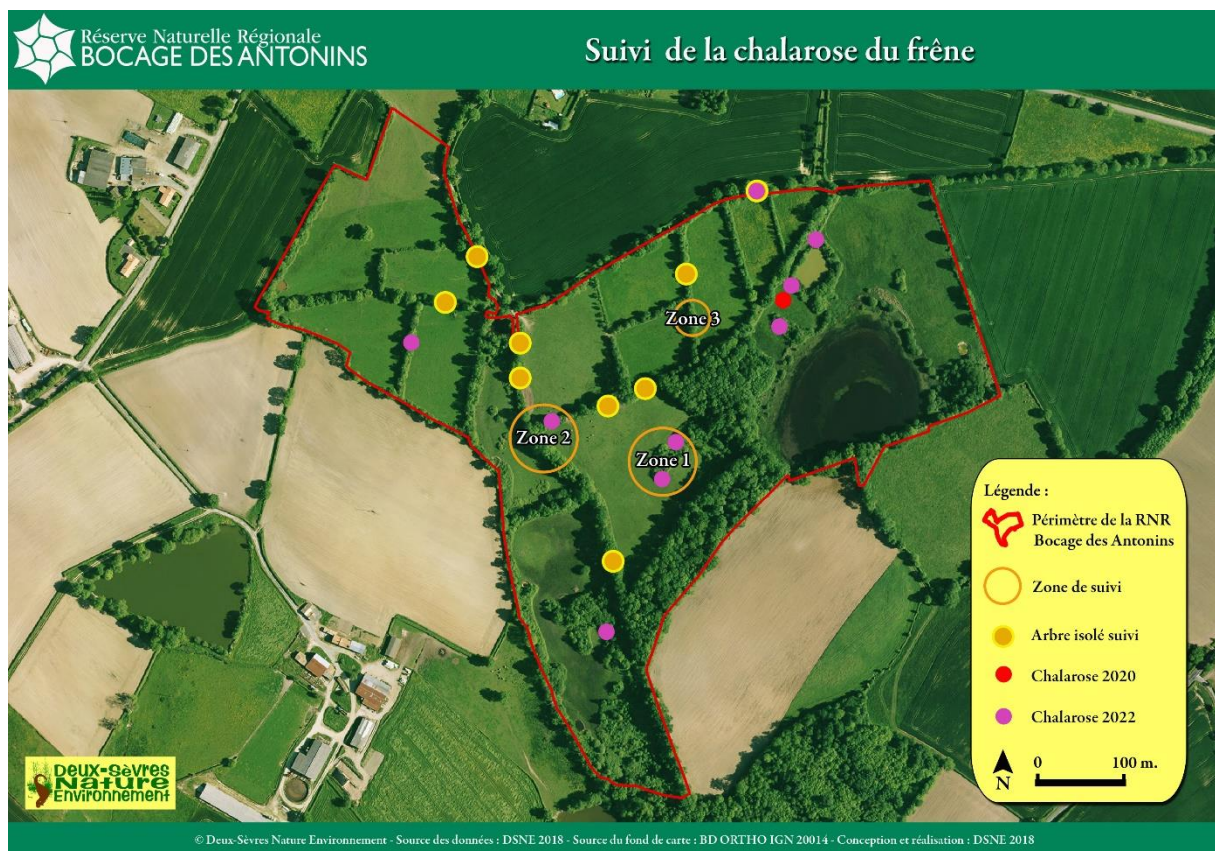 Réserve Naturelle Régionale
BOCAGE DES ANTONINS
Suivi de la chalarose du frêne
Zone 3
Zone 2
Zone 1
Légende :
Périmètre de la RNR
Bocage des Antonins
Zone de suivi
Arbre isolé suivi
Chalarose 2020
Chalarose 2022
N
0 100 m.
Deux-Sèvres
Nature
Environnement
© Deux-Sèvres Nature Environnement - Source des données : DSNE 2018 - Source du fond de carte : BD ORTHO IGN 20014 - Conception et réalisation : DSNE 2018